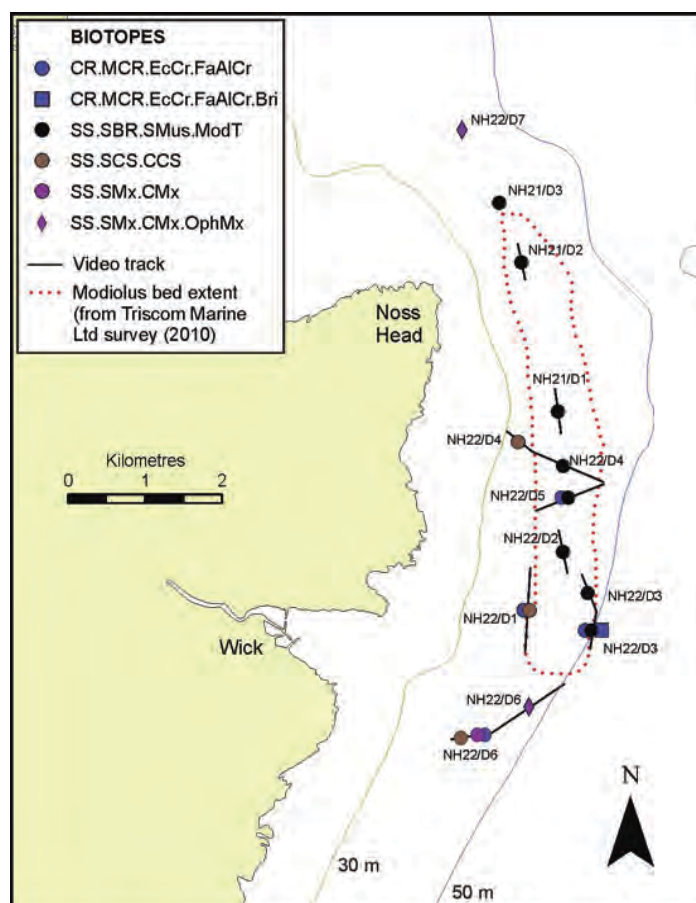 BIOTOPES
CR.MCR.EcCr.FaAlCr
CR.MCR.EcCr.FaAlCr.Bri
SS.SBR.SMus.ModT
SS.SCS.CCS
SS.SMx.CMx
SS.SMx.CMx.OphMx
Video track
Modiolus bed extent
(from Triscom Marine
Ltd survey (2010)
NH22/D7
NH21/D3
NH21/D2
Noss
Head
NH21/D1
NH22/D4
NH22/D4
Kilometres
0 1 2
NH22/D5
NH22/D2
NH22/D3
NH22/D1
Wick
NH22/D3
NH22/D6
NH22/D6
N
30 m
50 m